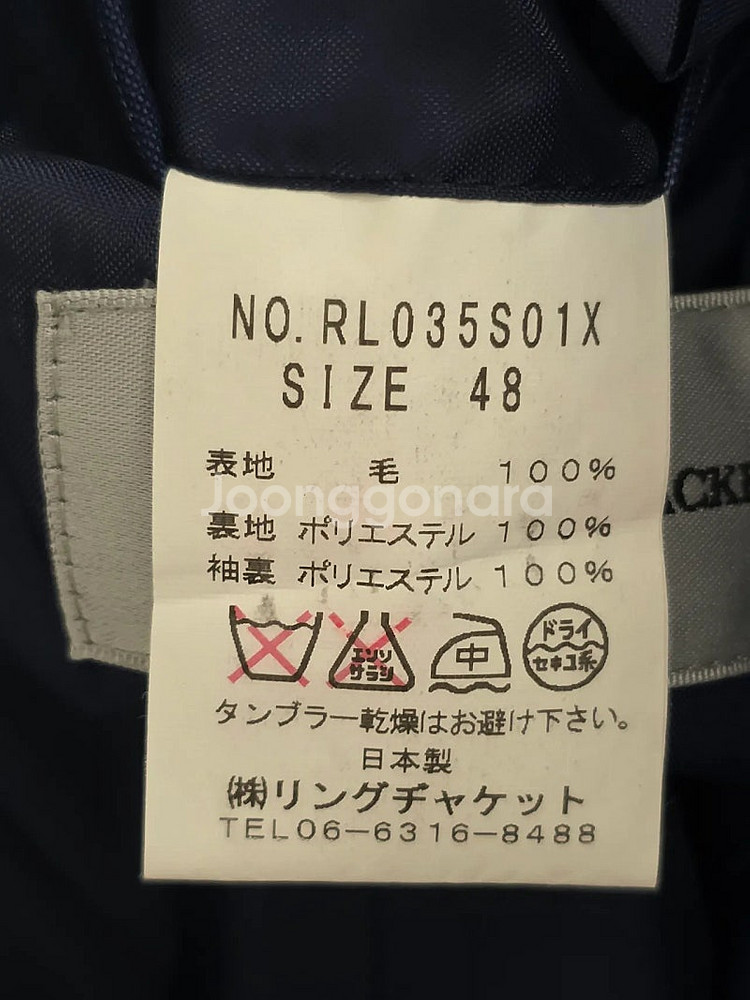 NO.RL035S01X
SIZE 48
表地 毛 100%
Joonggonara
裏地 ポリエステル 100%
袖裏 ポリエステル 100%
エンソ
サラシ
中
ドライ
セキユ系
タンブラー乾燥はお避け下さい。
日本製
㈱リングヂャケット
TEL06-6316-8488